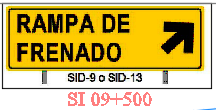 RAMPA DE
FRENADO
SID-9 o SID-13
SI 09+500